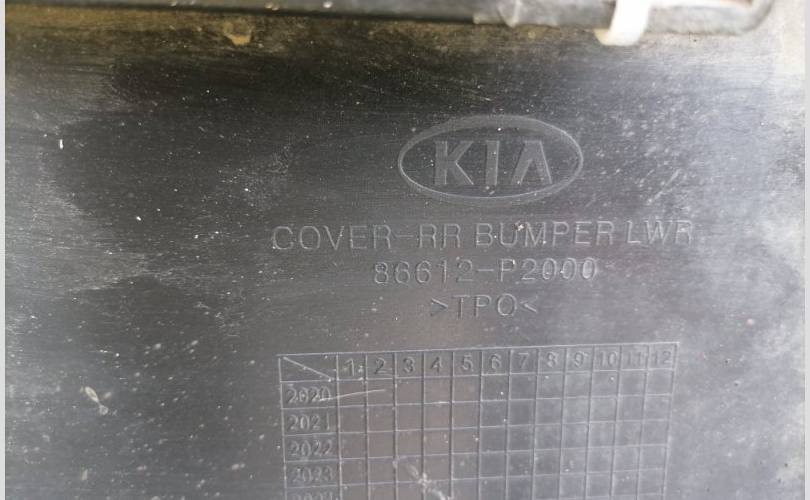 KIA
COVER-RR BUMPER LWR
86612-P2000
>TPO<
1 2 3 4 5 6 7 8 9 10 11 12
2020
2021
2022
2023